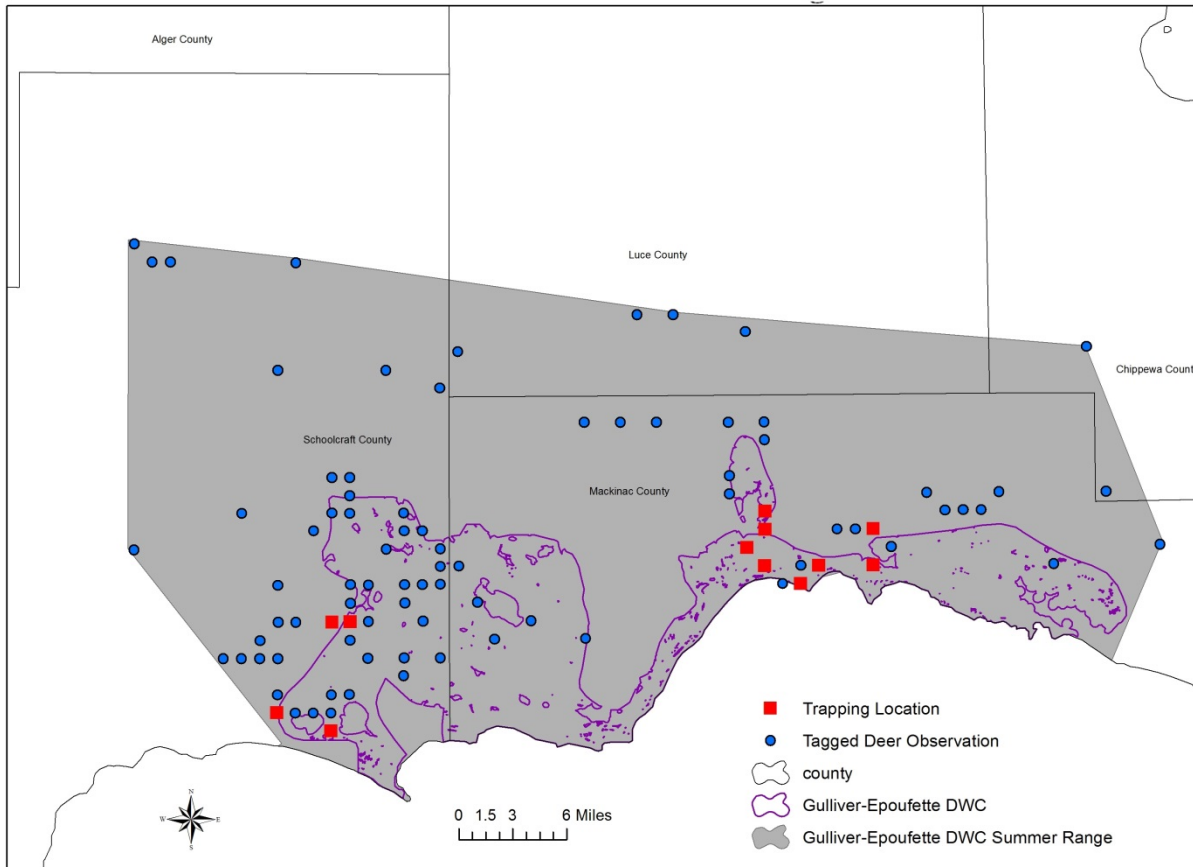 Alger County
Luce County
Chippewa Count
Schoolcraft County
Mackinac County
Trapping Location
Tagged Deer Observation
county
Gulliver-Epoufette DWC
Gulliver-Epoufette DWC Summer Range
N
W E
S
0 1.5 3 6 Miles